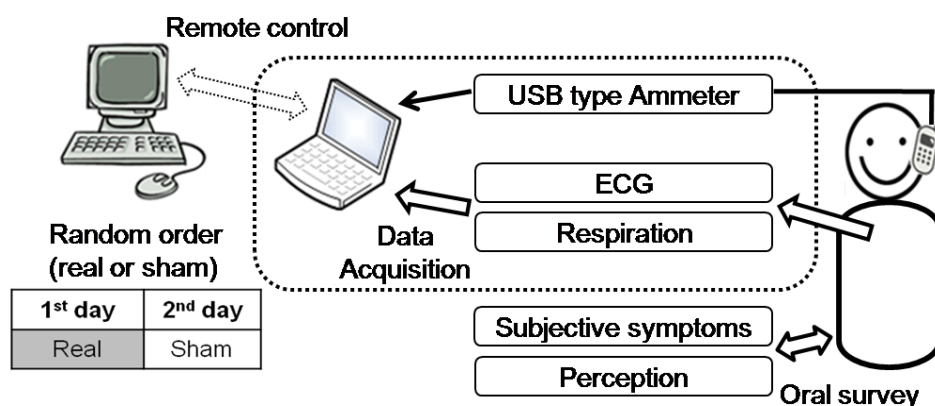 Remote control
USB type Ammeter
ECG
Respiration
Data
Acquisition
Random order
(real or sham)
1st day 2nd day
Real Sham
Subjective symptoms
Perception
Oral survey